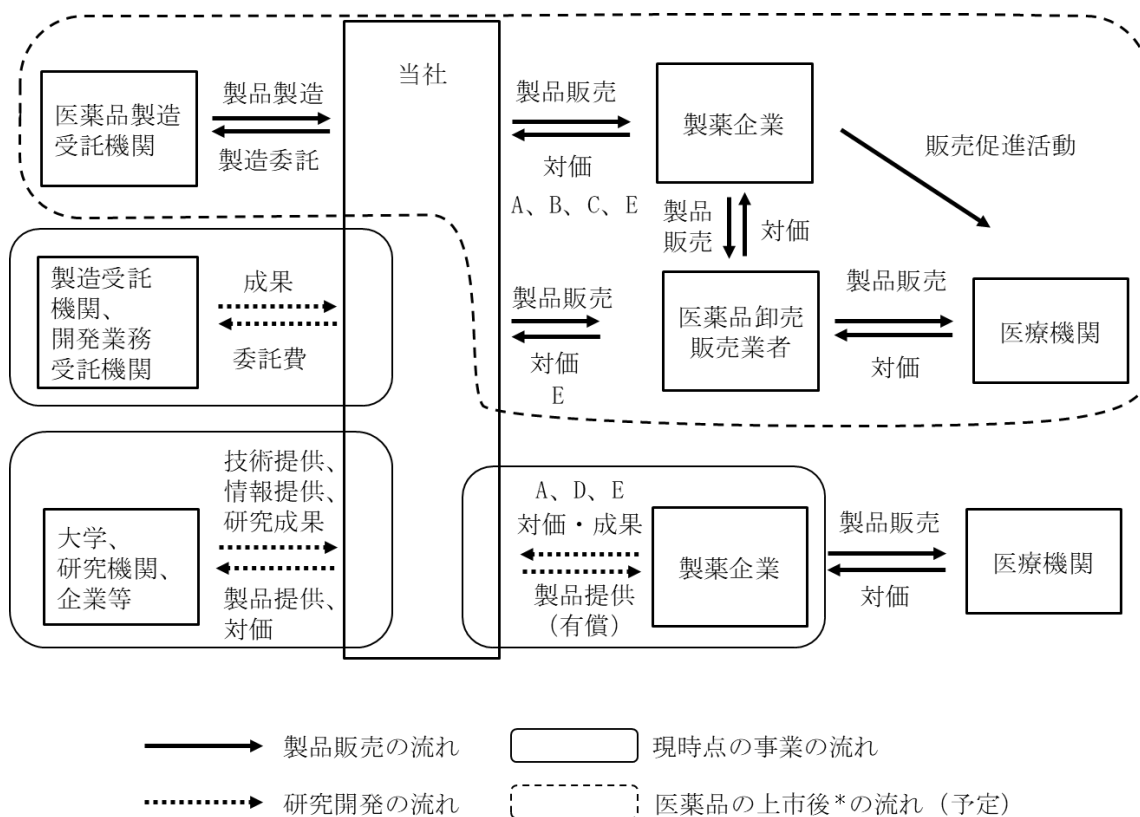 当社
医薬品製造
受託機関
製品製造
製造委託
製品販売
対価
A、B、C、E
製薬企業
販売促進活動
製品
販売
対価
製造受託
機関、
開発業務
受託機関
成果
委託費
製品販売
対価
E
医薬品卸売
販売業者
製品販売
対価
医療機関
大学、
研究機関、
企業等
技術提供、
情報提供、
研究成果
製品提供、
対価
A、D、E
対価・成果
製品提供
(有償)
製薬企業
製品販売
対価
医療機関
製品販売の流れ
現時点の事業の流れ
研究開発の流れ
医薬品の上市後*の流れ（予定）